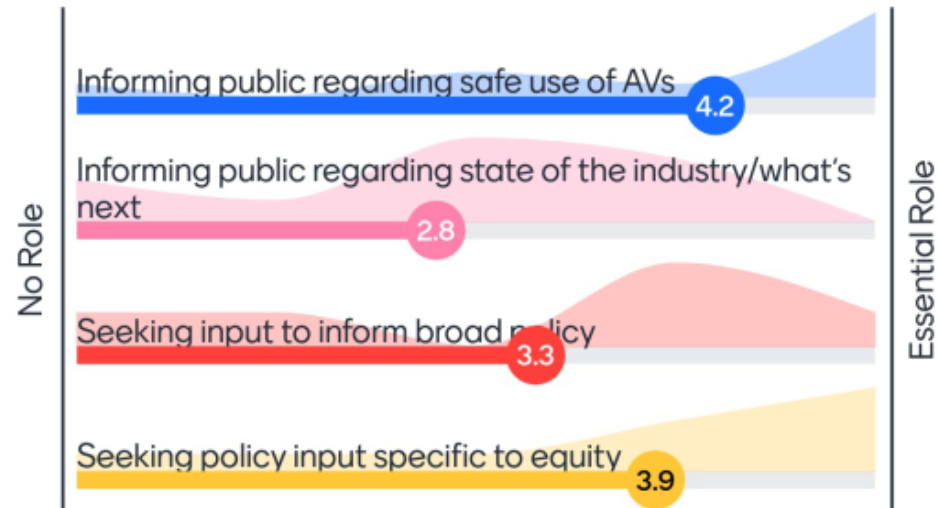 Informing public regarding safe use of AVs
4.2
Informing public regarding state of the industry/what's
next
2.8
No Role
Essential Role
Seeking input to inform broad policy
3.3
Seeking policy input specific to equity
3.9